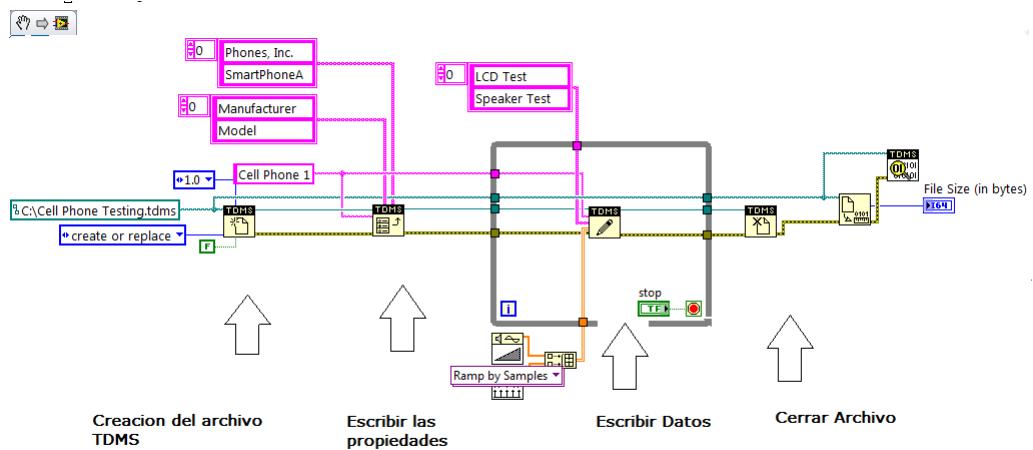 0
Phones, Inc.
SmartPhoneA
0
Manufacturer
Model
0
LCD Test
Speaker Test
1.0
Cell Phone 1
C:\Cell Phone Testing.tdms
create or replace
F
TDMS
TDMS
TDMS
TDMS
TDMS
File Size (in bytes)
I64
i
stop
TF
Ramp by Samples
Creacion del archivo
TDMS
Escribir las
propiedades
Escribir Datos
Cerrar Archivo